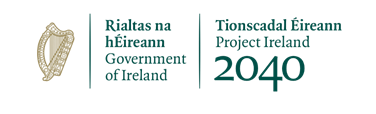 Rialtas na
hÉireann
Government
of Ireland
Tionscadal Éireann
Project Ireland
2040